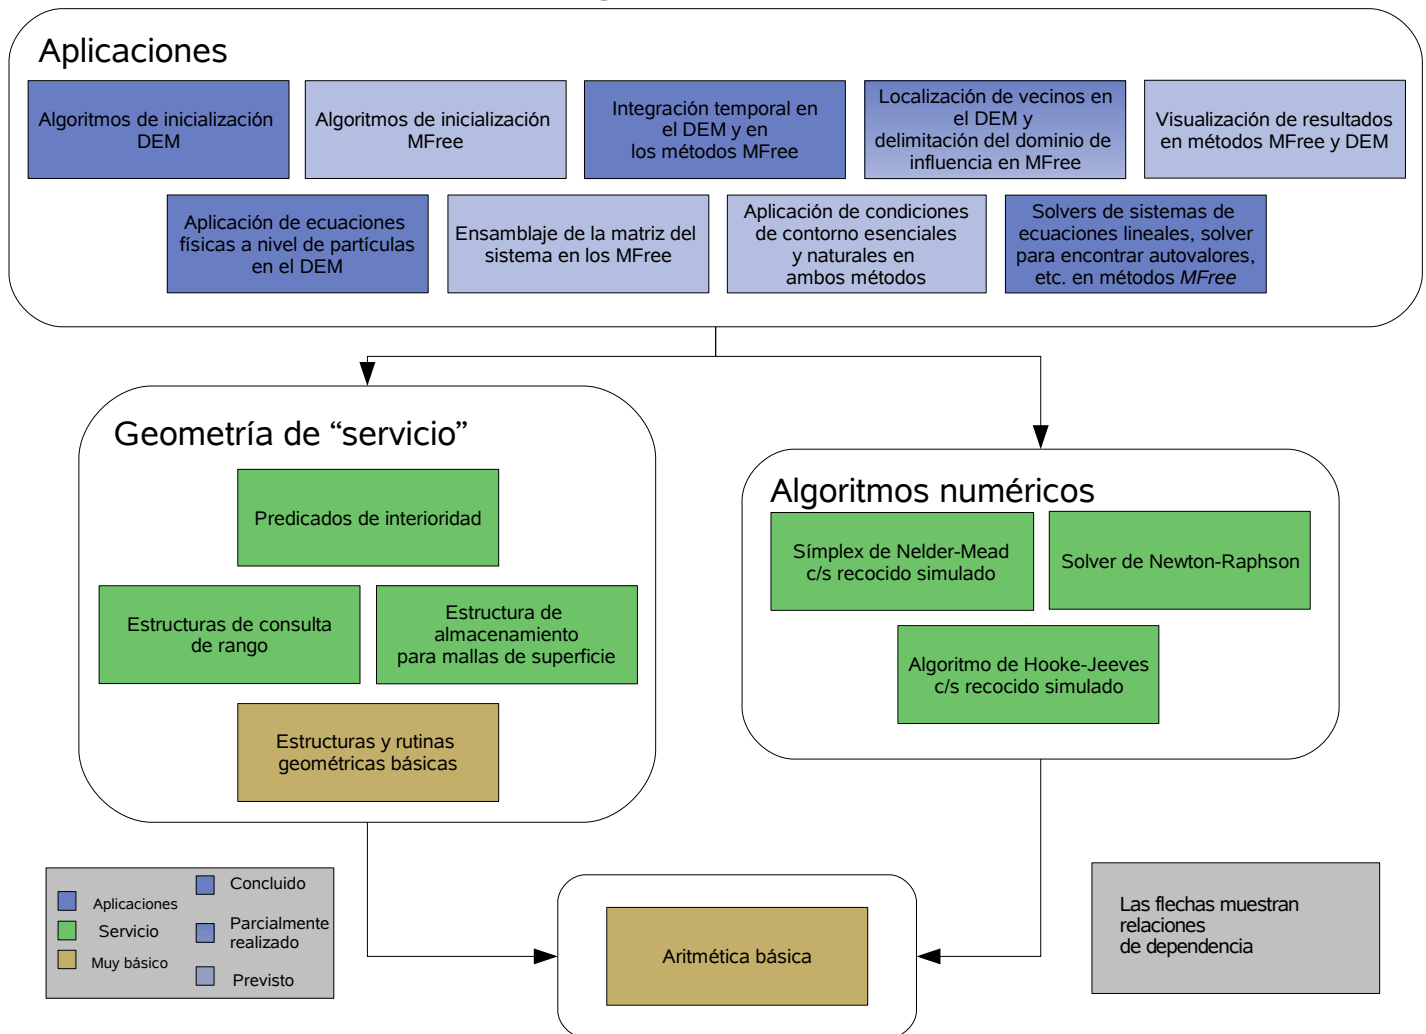 Aplicaciones
Algoritmos de inicialización
DEM
Algoritmos de inicialización
MFree
Integración temporal en
el DEM y en
los métodos MFree
Localización de vecinos en
el DEM y
delimitación del dominio de
influencia en MFree
Visualización de resultados
en métodos MFree y DEM
Aplicación de ecuaciones
físicas a nivel de partículas
en el DEM
Ensamblaje de la matriz del
sistema en los MFree
Aplicación de condiciones
de contorno esenciales
y naturales en
ambos métodos
Solvers de sistemas de
ecuaciones lineales, solver
para encontrar autovalores,
etc. en métodos MFree
Geometría de “servicio”
Predicados de interioridad
Estructuras de consulta
de rango
Estructura de
almacenamiento
para mallas de superficie
Estructuras y rutinas
geométricas básicas
Algoritmos numéricos
Símplex de Nelder-Mead
c/s recocido simulado
Solver de Newton-Raphson
Algoritmo de Hooke-Jeeves
c/s recocido simulado
Aplicaciones
Servicio
Muy básico
Concluido
Parcialmente
realizado
Previsto
Aritmética básica
Las flechas muestran
relaciones
de dependencia